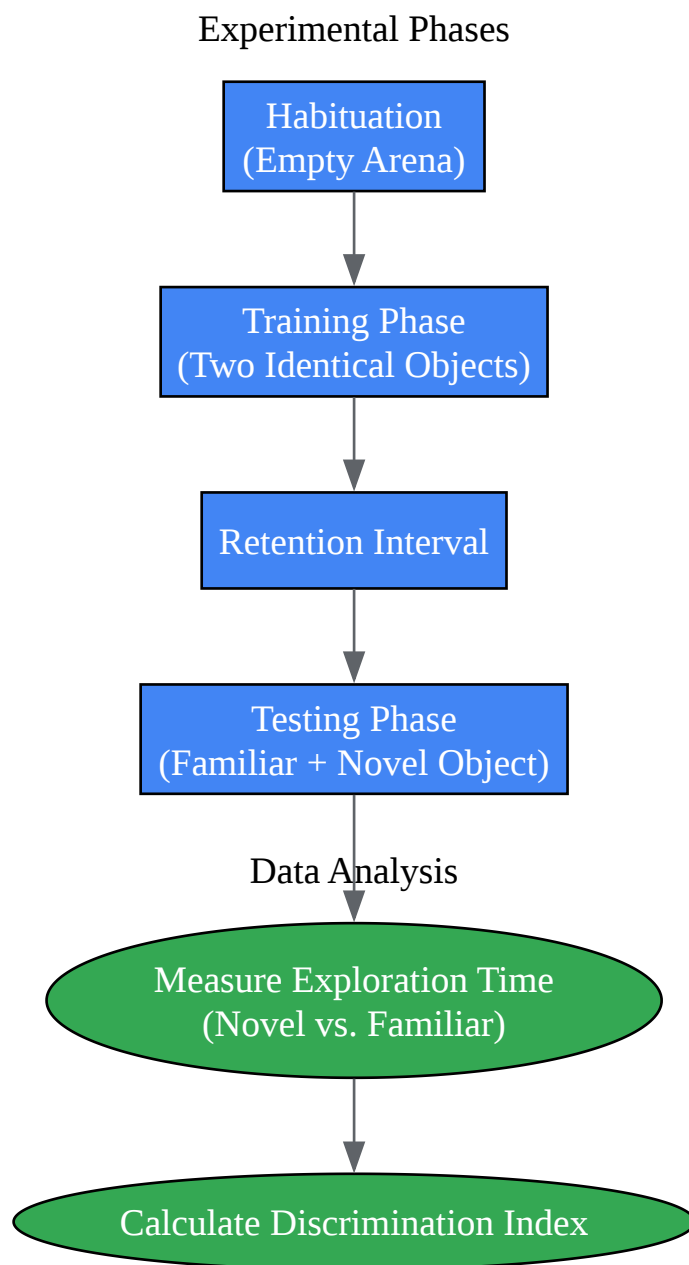 Experimental Phases
Habituation
(Empty Arena)
Training Phase
(Two Identical Objects)
Retention Interval
Testing Phase
(Familiar + Novel Object)
Data Analysis
Measure Exploration Time
(Novel vs. Familiar)
Calculate Discrimination Index